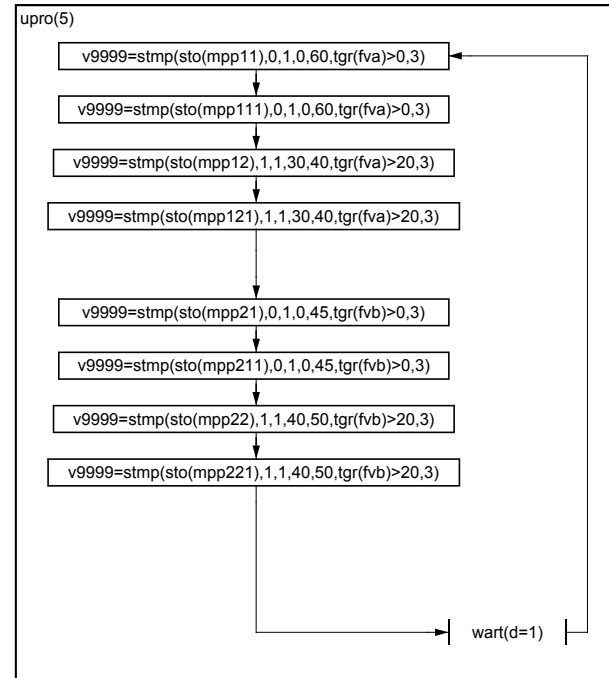 upro(5)
v9999=stmp(sto(mpp11),0,1,0,60,tgr(fva)>0,3)
v9999=stmp(sto(mpp111),0,1,0,60,tgr(fva)>0,3)
v9999=stmp(sto(mpp12),1,1,30,40,tgr(fva)>20,3)
v9999=stmp(sto(mpp121),1,1,30,40,tgr(fva)>20,3)
v9999=stmp(sto(mpp21),0,1,0,45,tgr(fvb)>0,3)
v9999=stmp(sto(mpp211),0,1,0,45,tgr(fvb)>0,3)
v9999=stmp(sto(mpp22),1,1,40,50,tgr(fvb)>20,3)
v9999=stmp(sto(mpp221),1,1,40,50,tgr(fvb)>20,3)
wart(d=1)